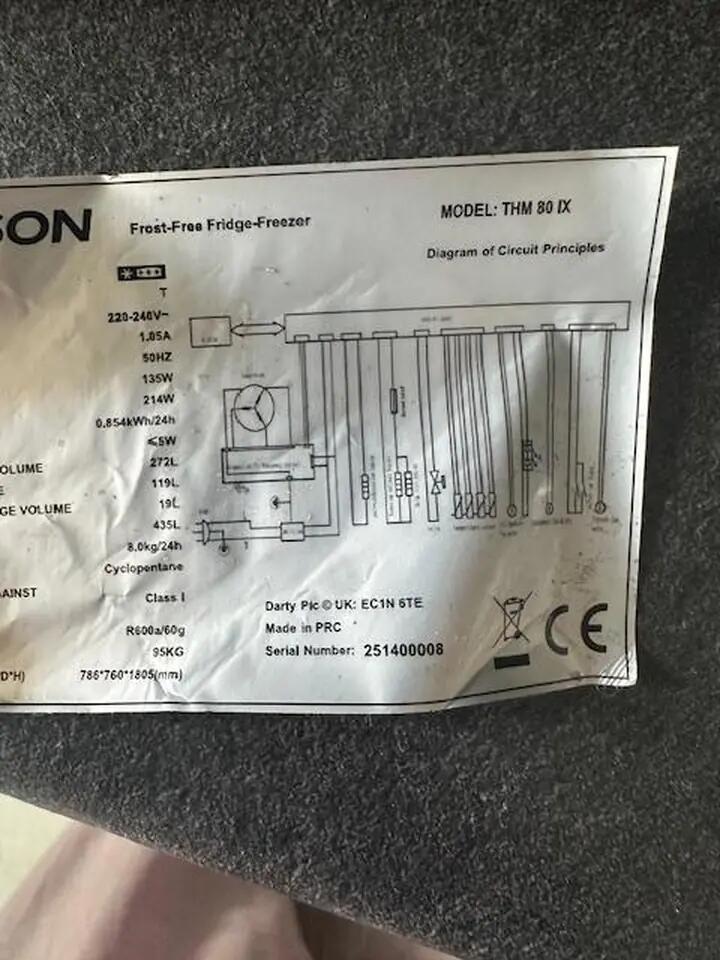 SON
Frost-Free Fridge-Freezer
MODEL: THM 80 IX
Diagram of Circuit Principles
T
220-240V~
1.05A
50HZ
135W
214W
0.854kWh/24h
≤5W
OLUME 272L
E 119L
GE VOLUME 19L
435L
8.0kg/24h
Cyclopentane
AINST Class I
R600a/60g
95KG
D*H) 786*760*1805(mm)
Darty Plc © UK: EC1N 6TE
Made in PRC
Serial Number: 251400008
CE